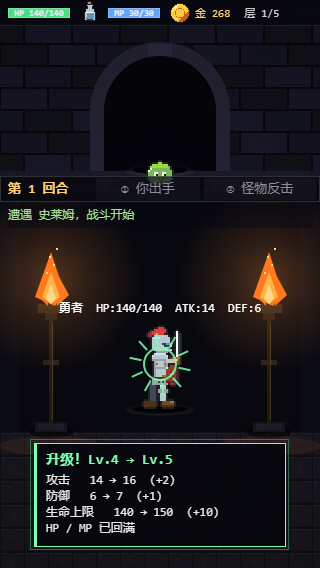 HP 140/140 MP 30/30 金 268 层 1/5
第 1 回合 ① 你出手 ② 怪物反击
遭遇 史莱姆，战斗开始
勇者 HP:140/140 ATK:14 DEF:6
升级! Lv.4 → Lv.5
攻击 14 → 16 (+2)
防御 6 → 7 (+1)
生命上限 140 → 150 (+10)
HP / MP 已回满